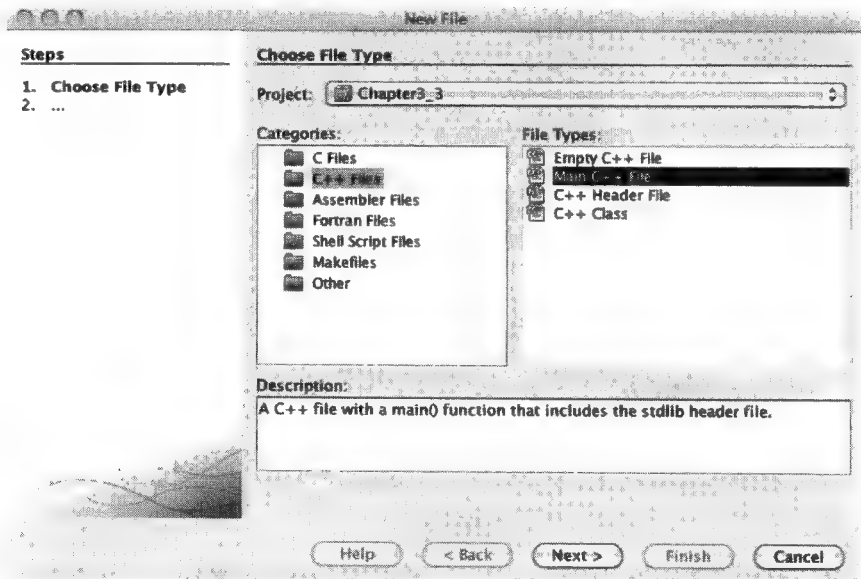 New File
Steps
1. Choose File Type
2. ...
Choose File Type
Project: Chapter3_3
Categories:
C Files
C++ Files
Assembler Files
Fortran Files
Shell Script Files
Makefiles
Other
File Types:
Empty C++ File
Main C++ File
C++ Header File
C++ Class
Description:
A C++ file with a main() function that includes the stdlib header file.
Help
< Back
Next >
Finish
Cancel